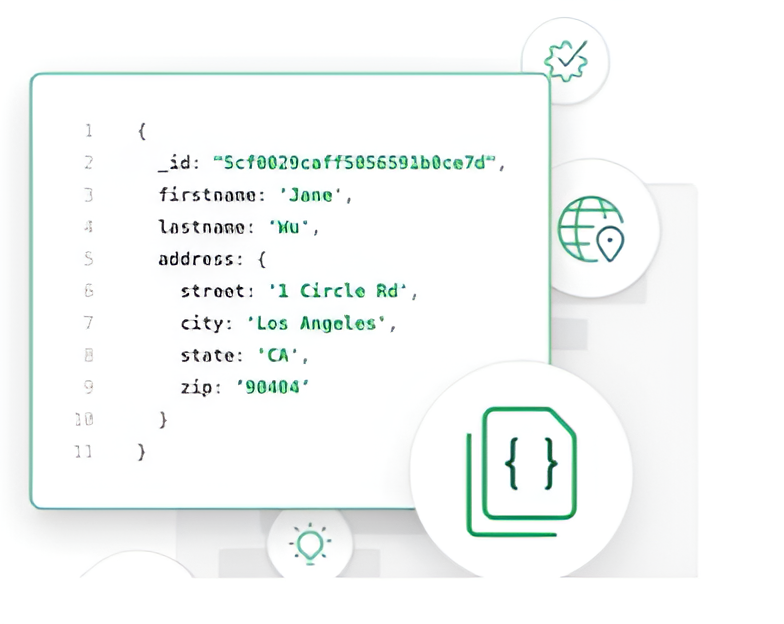 1 {
2 _id: "5cf0029caff5056591b0ce7d",
3 firstname: 'Jane',
4 lastname: 'Wu',
5 address: {
6 street: '1 Circle Rd',
7 city: 'Los Angeles',
8 state: 'CA',
9 zip: '90404'
10 }
11 }
{ }